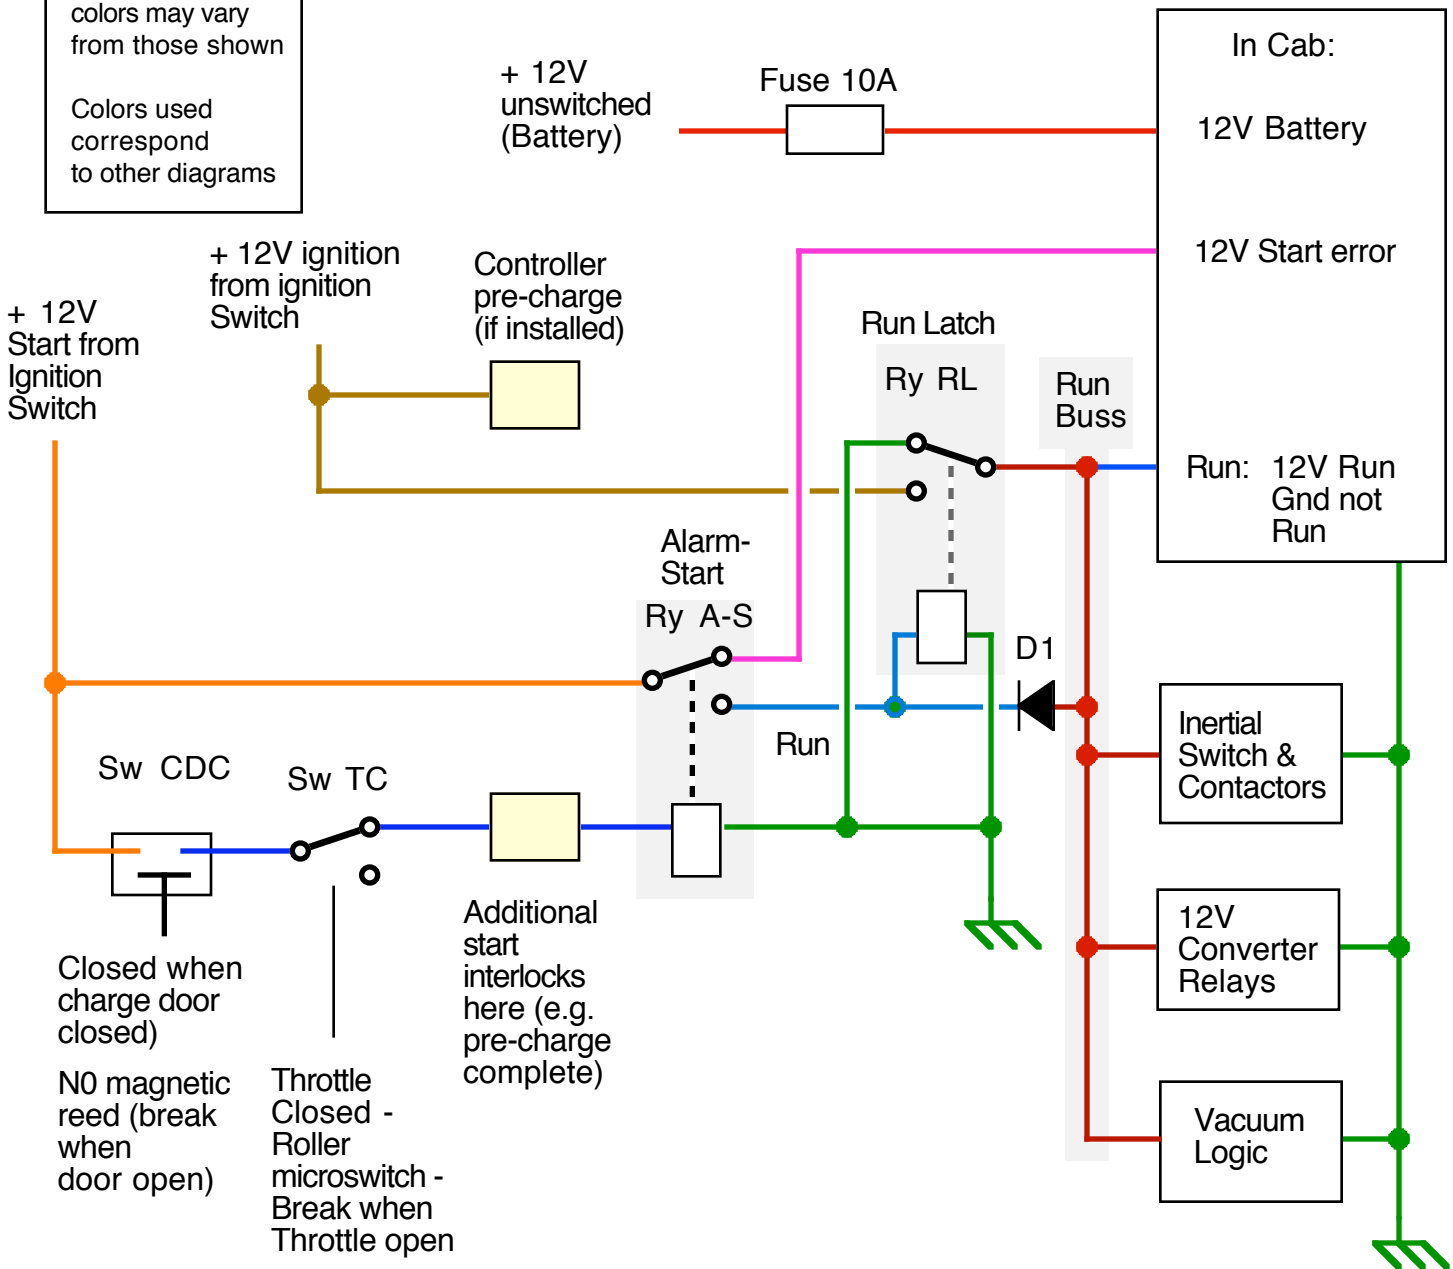 colors may vary
from those shown
Colors used
correspond
to other diagrams
+ 12V
unswitched
(Battery)
Fuse 10A
In Cab:
12V Battery
12V Start error
Run: 12V Run
Gnd not
Run
+ 12V ignition
from ignition
Switch
Controller
pre-charge
(if installed)
+ 12V
Start from
Ignition
Switch
Run Latch
Ry RL
Run
Buss
Alarm-
Start
Ry A-S
D1
Run
Sw CDC
Sw TC
Inertial
Switch &
Contactors
12V
Converter
Relays
Vacuum
Logic
Closed when
charge door
closed)
N0 magnetic
reed (break
when
door open)
Throttle
Closed -
Roller
microswitch -
Break when
Throttle open
Additional
start
interlocks
here (e.g.
pre-charge
complete)